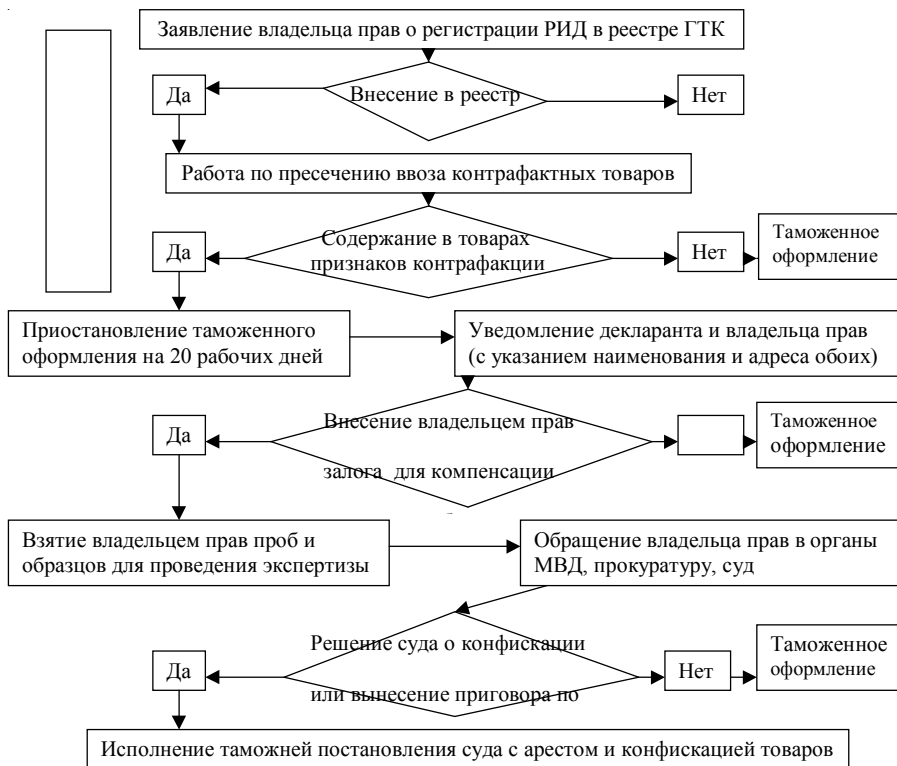 Заявление владельца прав о регистрации РИД в реестре ГТК
Внесение в реестр
Да
Нет
Работа по пресечению ввоза контрафактных товаров
Содержание в товарах
признаков контрафакции
Да
Нет
Таможенное
оформление
Приостановление таможенного
оформления на 20 рабочих дней
Уведомление декларанта и владельца прав
(с указанием наименования и адреса обоих)
Внесение владельцем прав
залога для компенсации
Да
Таможенное
оформление
Взятие владельцем прав проб и
образцов для проведения экспертизы
Обращение владельца прав в органы
МВД, прокуратуру, суд
Решение суда о конфискации
или вынесение приговора по
Да
Нет
Таможенное
оформление
Исполнение таможней постановления суда с арестом и конфискацией товаров